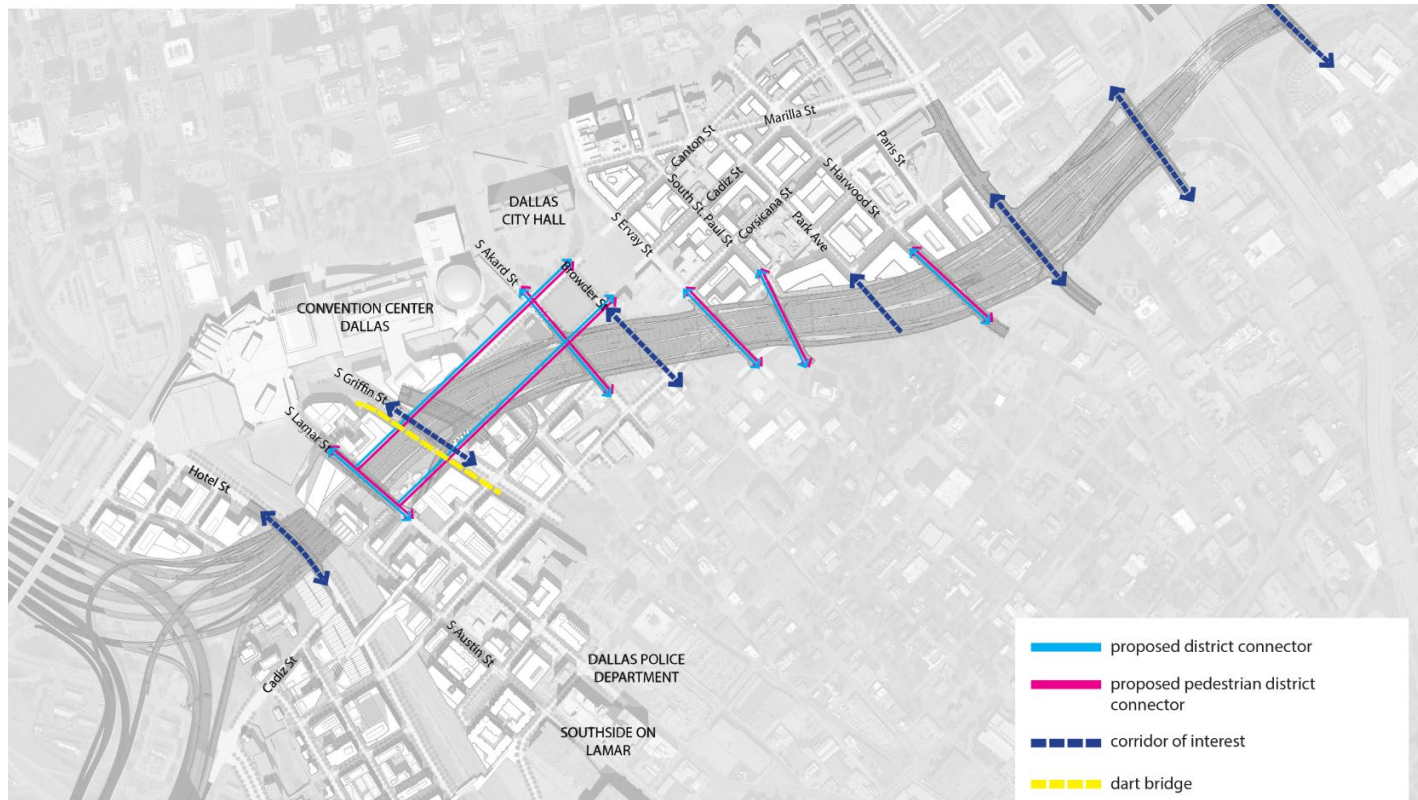 Marilla St
Canton St
Paris St
Cadiz St
S Harwood St
South St. Paul St
Corsicana St
DALLAS
CITY HALL
Park Ave
S Ervay St
S Akard St
Browder St
CONVENTION CENTER
DALLAS
S Griffin St
S Lamar St
Hotel St
S Austin St
Cadiz St
DALLAS POLICE
DEPARTMENT
SOUTHSIDE ON
LAMAR
proposed district connector
proposed pedestrian district
connector
corridor of interest
dart bridge